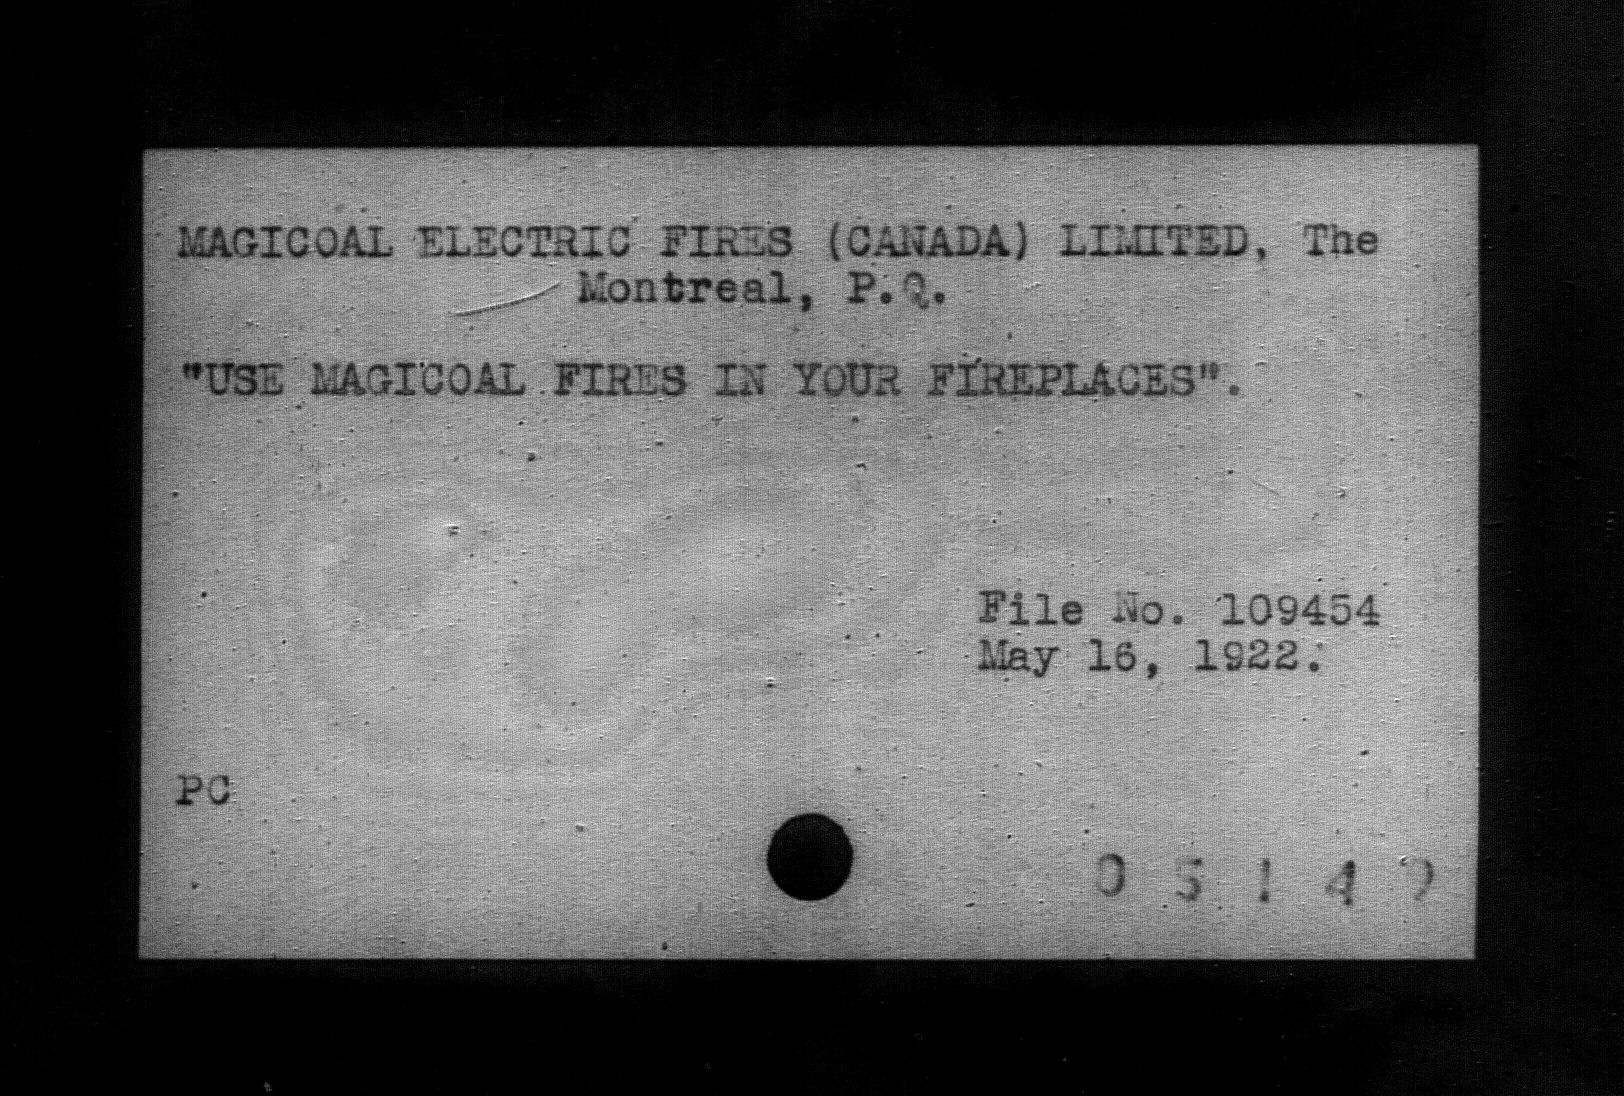 MAGICOAL ELECTRIC FIRES (CANADA) LIMITED, The
Montreal, P.Q.
"USE MAGICOAL FIRES IN YOUR FIREPLACES".
File No. 109454
May 16, 1922.
PC